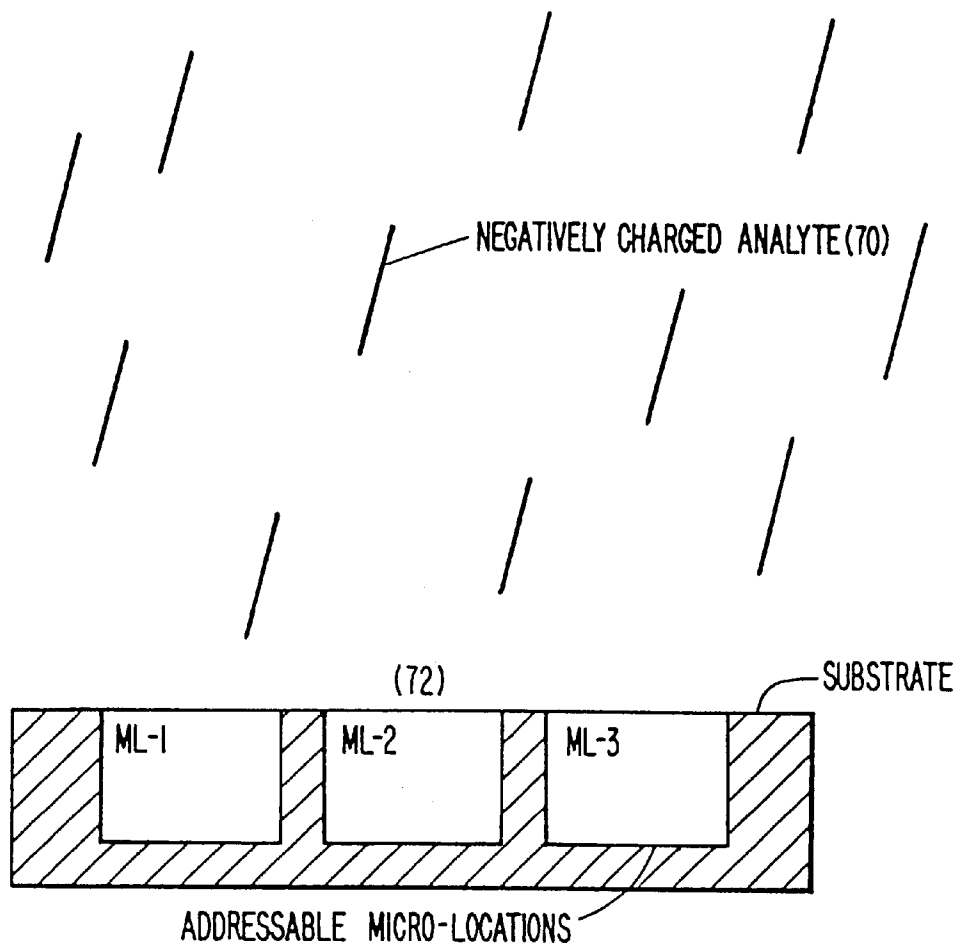 NEGATIVELY CHARGED ANALYTE(70)
(72)
SUBSTRATE
ML-1
ML-2
ML-3
ADDRESSABLE MICRO-LOCATIONS